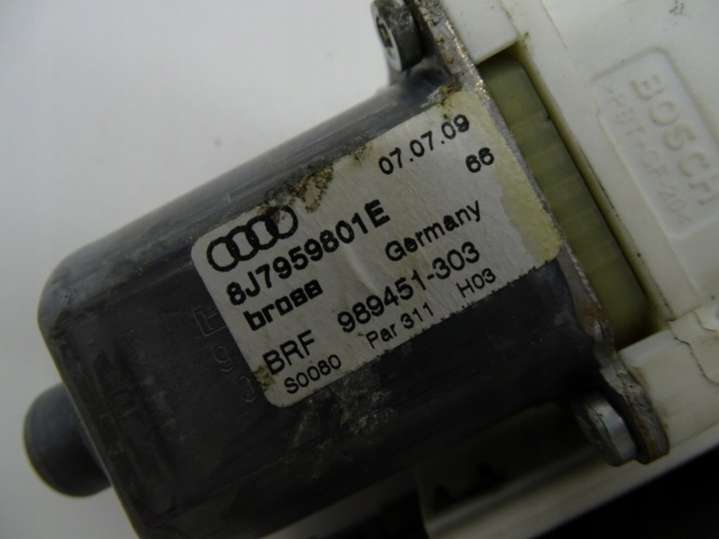 07.07.09
66
8J7959801E
brose Germany
BRF 989451-303
S0080 Par 311 H03
BOSCH